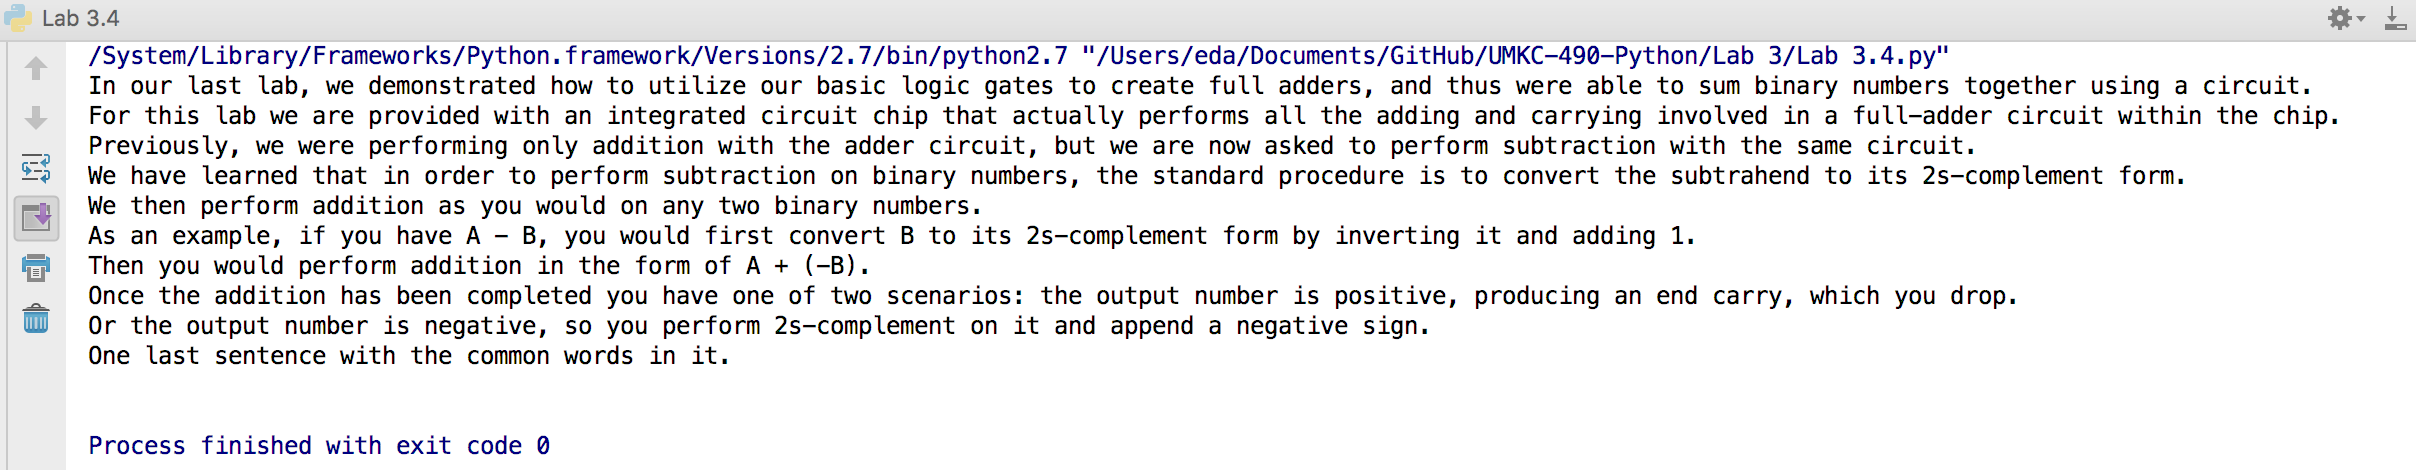 Lab 3.4
/System/Library/Frameworks/Python.framework/Versions/2.7/bin/python2.7 "/Users/eda/Documents/GitHub/UMKC-490-Python/Lab 3/Lab 3.4.py"
In our last lab, we demonstrated how to utilize our basic logic gates to create full adders, and thus were able to sum binary numbers together using a circuit.
For this lab we are provided with an integrated circuit chip that actually performs all the adding and carrying involved in a full-adder circuit within the chip.
Previously, we were performing only addition with the adder circuit, but we are now asked to perform subtraction with the same circuit.
We have learned that in order to perform subtraction on binary numbers, the standard procedure is to convert the subtrahend to its 2s-complement form.
We then perform addition as you would on any two binary numbers.
As an example, if you have A - B, you would first convert B to its 2s-complement form by inverting it and adding 1.
Then you would perform addition in the form of A + (-B).
Once the addition has been completed you have one of two scenarios: the output number is positive, producing an end carry, which you drop.
Or the output number is negative, so you perform 2s-complement on it and append a negative sign.
One last sentence with the common words in it.
Process finished with exit code 0